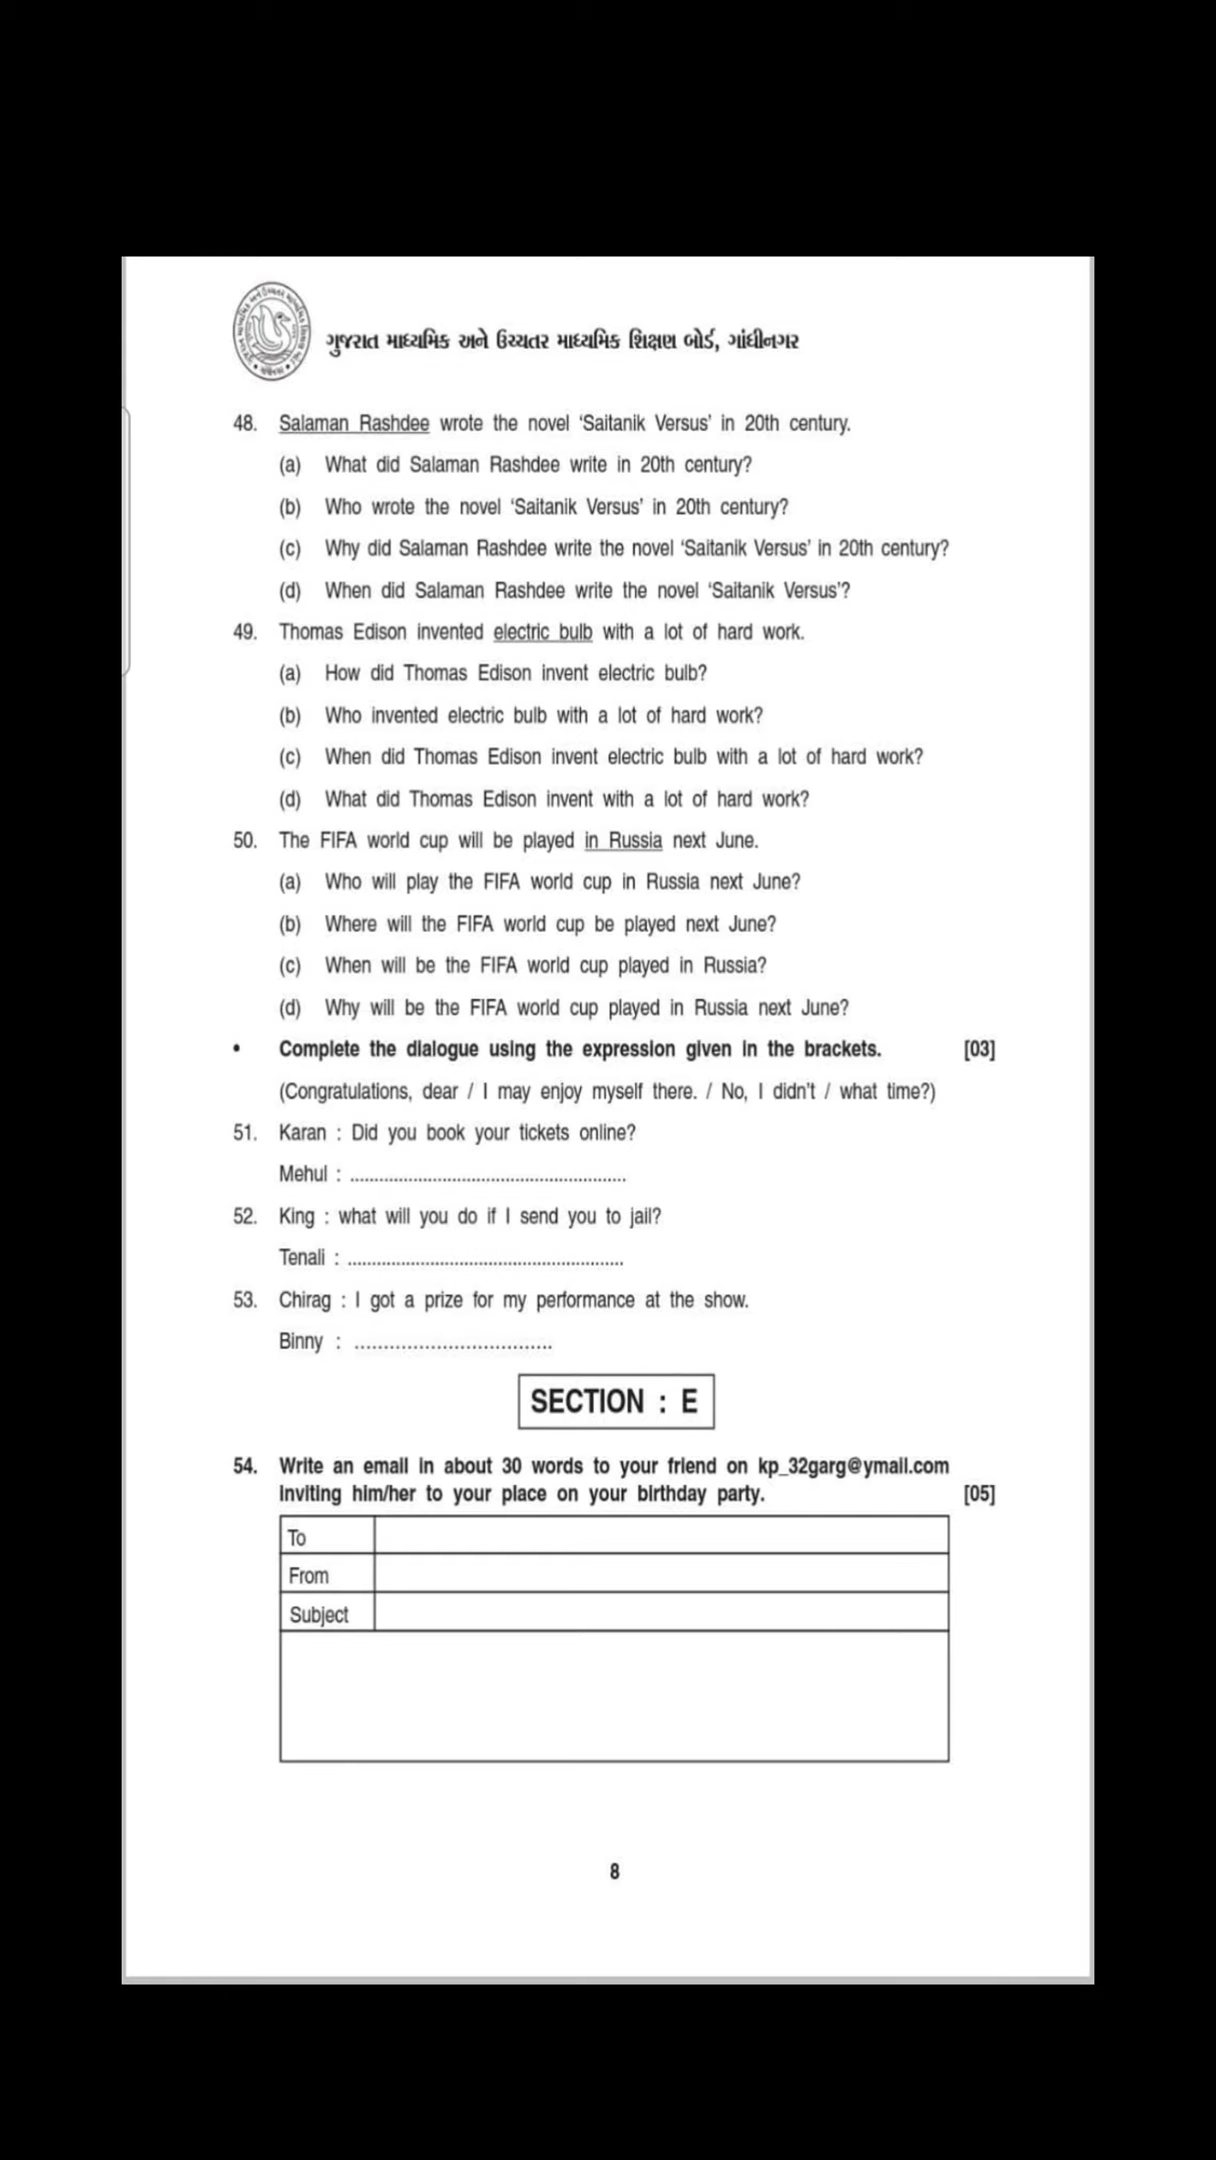 ગુજરાત માધ્યમિક અને ઉચ્ચતર માધ્યમિક શિક્ષણ બોર્ડ, ગાંધીનગર
48. Salaman Rashdee wrote the novel ‘Saitanik Versus’ in 20th century.
(a) What did Salaman Rashdee write in 20th century?
(b) Who wrote the novel ‘Saitanik Versus’ in 20th century?
(c) Why did Salaman Rashdee write the novel ‘Saitanik Versus’ in 20th century?
(d) When did Salaman Rashdee write the novel ‘Saitanik Versus’?
49. Thomas Edison invented electric bulb with a lot of hard work.
(a) How did Thomas Edison invent electric bulb?
(b) Who invented electric bulb with a lot of hard work?
(c) When did Thomas Edison invent electric bulb with a lot of hard work?
(d) What did Thomas Edison invent with a lot of hard work?
50. The FIFA world cup will be played in Russia next June.
(a) Who will play the FIFA world cup in Russia next June?
(b) Where will the FIFA world cup be played next June?
(c) When will be the FIFA world cup played in Russia?
(d) Why will be the FIFA world cup played in Russia next June?
• Complete the dialogue using the expression given in the brackets. [03]
(Congratulations, dear / I may enjoy myself there. / No, I didn't / what time?)
51. Karan : Did you book your tickets online?
Mehul : .........................................................
52. King : what will you do if I send you to jail?
Tenali : .........................................................
53. Chirag : I got a prize for my performance at the show.
Binny : ..................................
SECTION : E
54. Write an email in about 30 words to your friend on kp_32garg@ymail.com
inviting him/her to your place on your birthday party. [05]
To
From
Subject
8